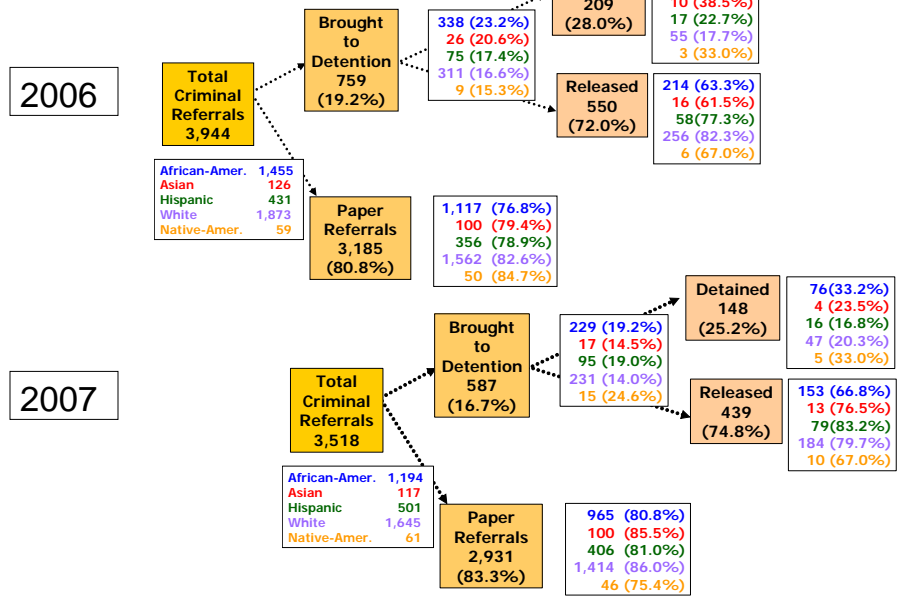 209
(28.0%)
10 (38.5%)
17 (22.7%)
55 (17.7%)
3 (33.0%)
Brought
to
Detention
759
(19.2%)
338 (23.2%)
26 (20.6%)
75 (17.4%)
311 (16.6%)
9 (15.3%)
2006
Total
Criminal
Referrals
3,944
Released
550
(72.0%)
214 (63.3%)
16 (61.5%)
58(77.3%)
256 (82.3%)
6 (67.0%)
African-Amer. 1,455
Asian 126
Hispanic 431
White 1,873
Native-Amer. 59
Paper
Referrals
3,185
(80.8%)
1,117 (76.8%)
100 (79.4%)
356 (78.9%)
1,562 (82.6%)
50 (84.7%)
Detained
148
(25.2%)
76(33.2%)
4 (23.5%)
16 (16.8%)
47 (20.3%)
5 (33.0%)
Brought
to
Detention
587
(16.7%)
229 (19.2%)
17 (14.5%)
95 (19.0%)
231 (14.0%)
15 (24.6%)
2007
Total
Criminal
Referrals
3,518
Released
439
(74.8%)
153 (66.8%)
13 (76.5%)
79(83.2%)
184 (79.7%)
10 (67.0%)
African-Amer. 1,194
Asian 117
Hispanic 501
White 1,645
Native-Amer. 61
Paper
Referrals
2,931
(83.3%)
965 (80.8%)
100 (85.5%)
406 (81.0%)
1,414 (86.0%)
46 (75.4%)